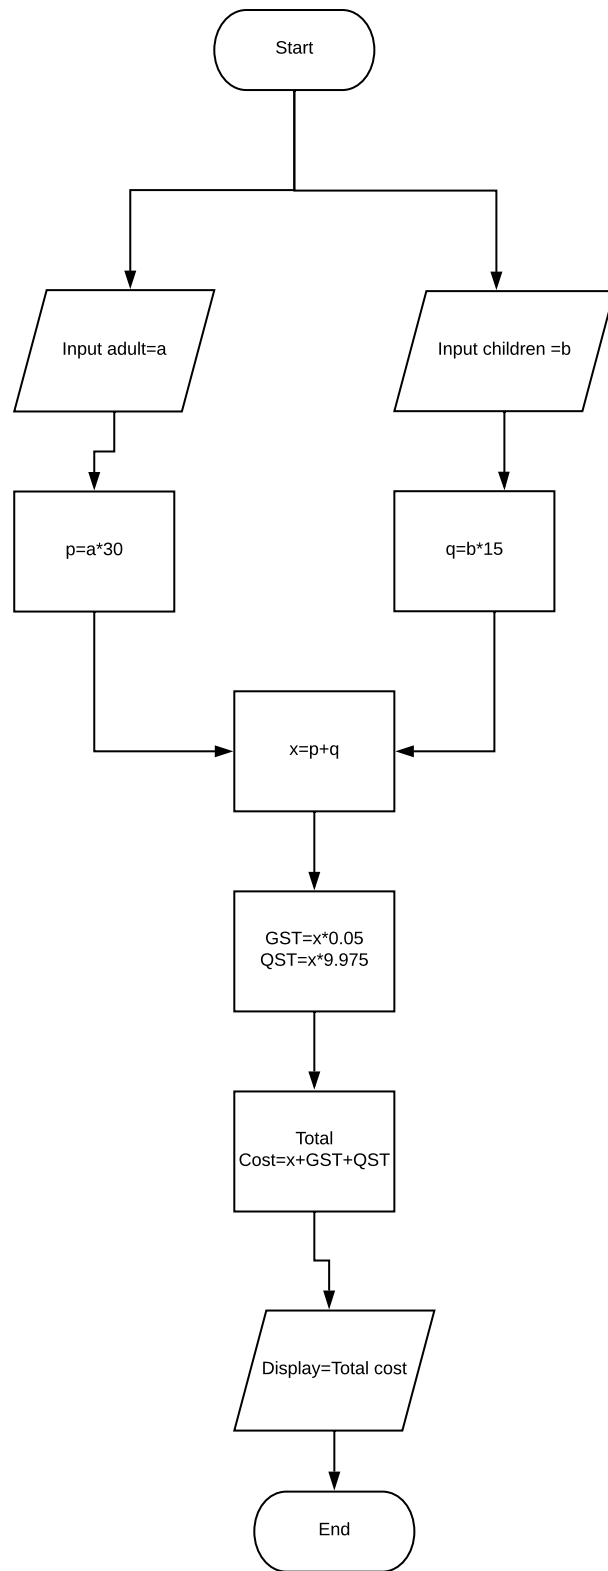 Start
Input adult=a
Input children =b
p=a*30
q=b*15
x=p+q
GST=x*0.05
QST=x*9.975
Total
Cost=x+GST+QST
Display=Total cost
End